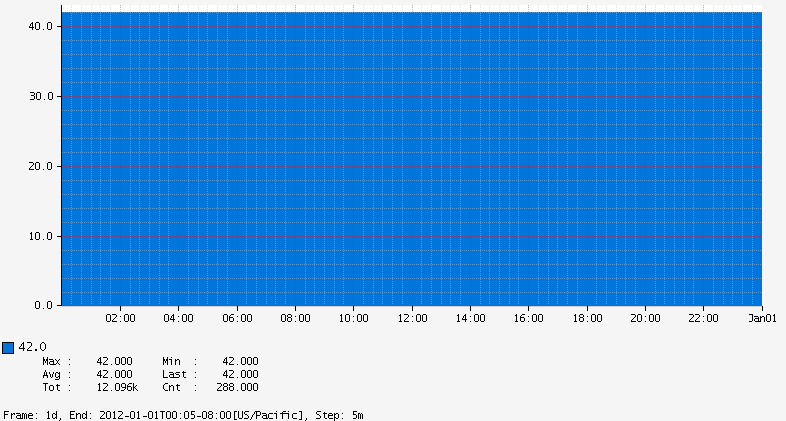 40.0
30.0
20.0
10.0
0.0
02:00 04:00 06:00 08:00 10:00 12:00 14:00 16:00 18:00 20:00 22:00 Jan01
42.0
Max : 42.000 Min : 42.000
Avg : 42.000 Last : 42.000
Tot : 12.096k Cnt : 288.000
Frame: 1d, End: 2012-01-01T00:05-08:00[US/Pacific], Step: 5m